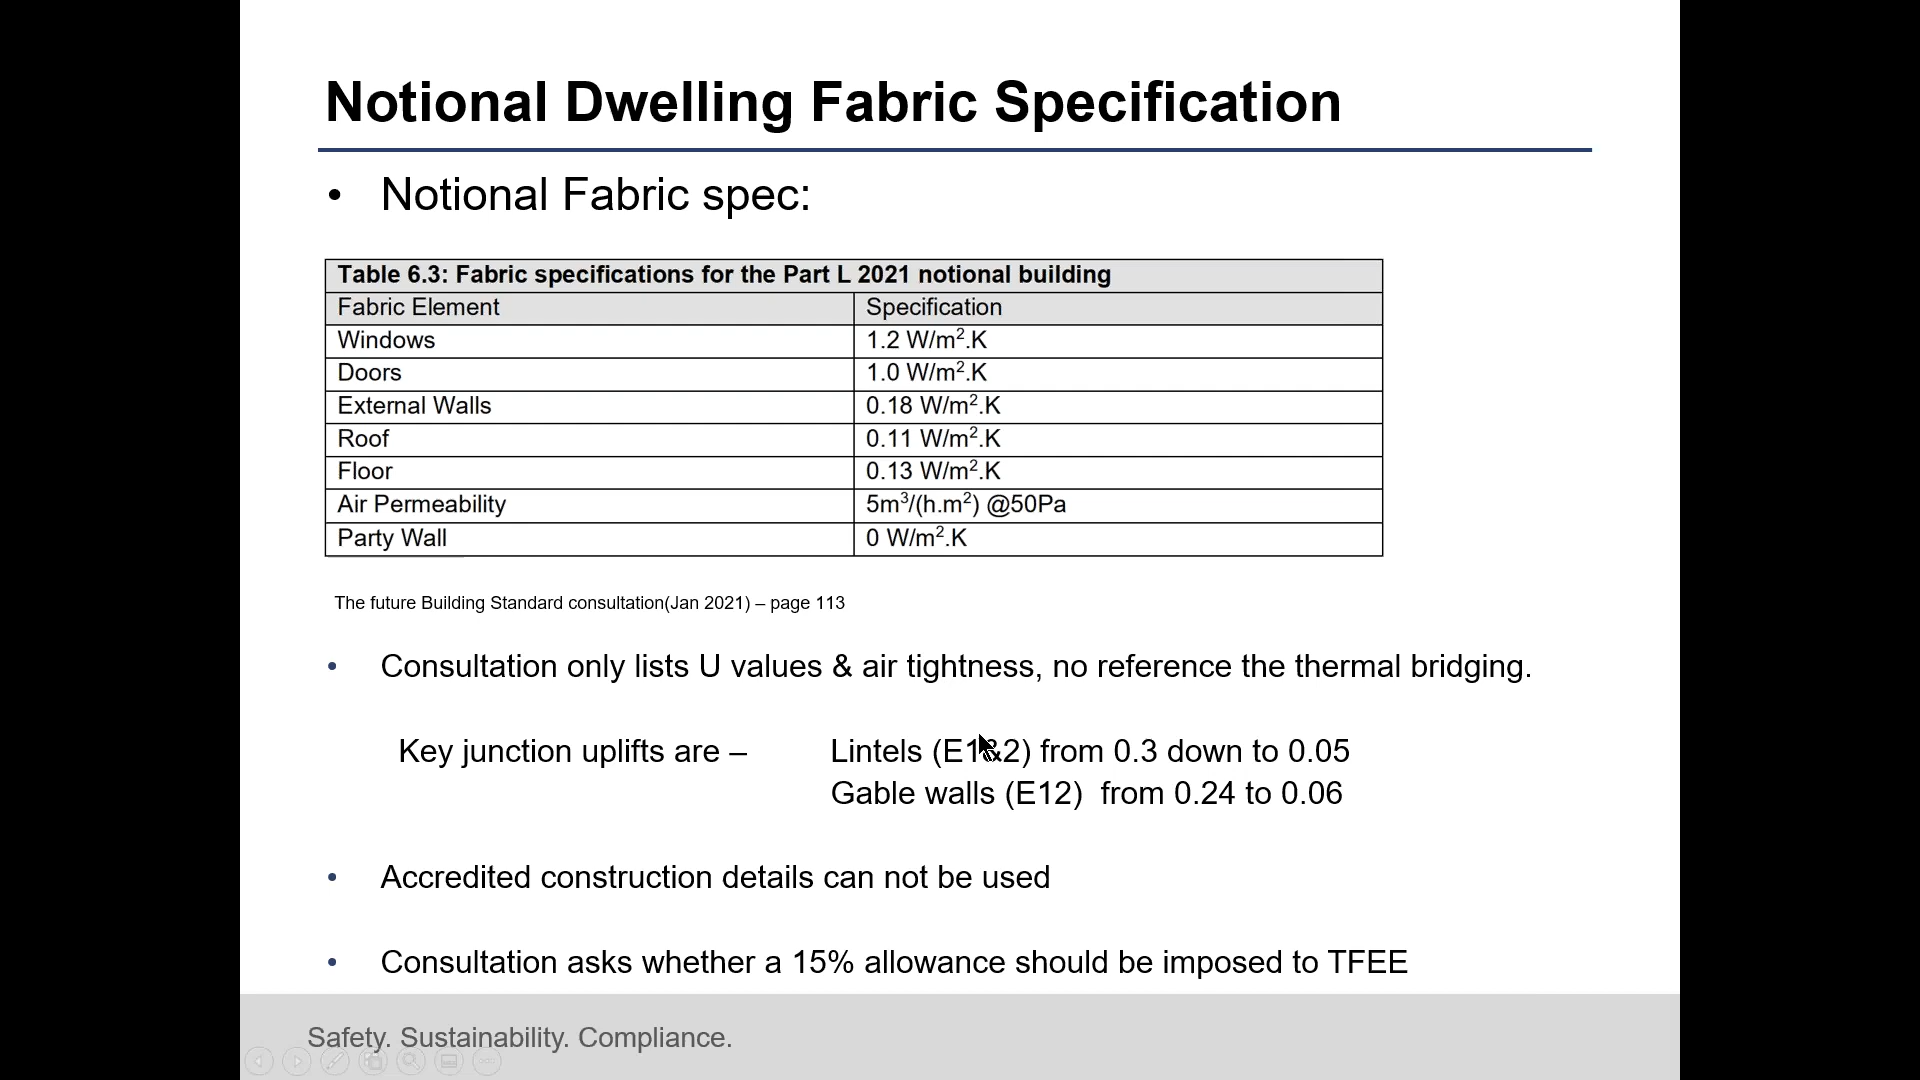 Notional Dwelling Fabric Specification
• Notional Fabric spec:
Table 6.3: Fabric specifications for the Part L 2021 notional building
Fabric Element Specification
Windows 1.2 W/m².K
Doors 1.0 W/m².K
External Walls 0.18 W/m².K
Roof 0.11 W/m².K
Floor 0.13 W/m².K
Air Permeability 5m³/(h.m²) @50Pa
Party Wall 0 W/m².K
The future Building Standard consultation(Jan 2021) – page 113
• Consultation only lists U values & air tightness, no reference the thermal bridging.
Key junction uplifts are – Lintels (E1&2) from 0.3 down to 0.05
Gable walls (E12) from 0.24 to 0.06
• Accredited construction details can not be used
• Consultation asks whether a 15% allowance should be imposed to TFEE
Safety. Sustainability. Compliance.